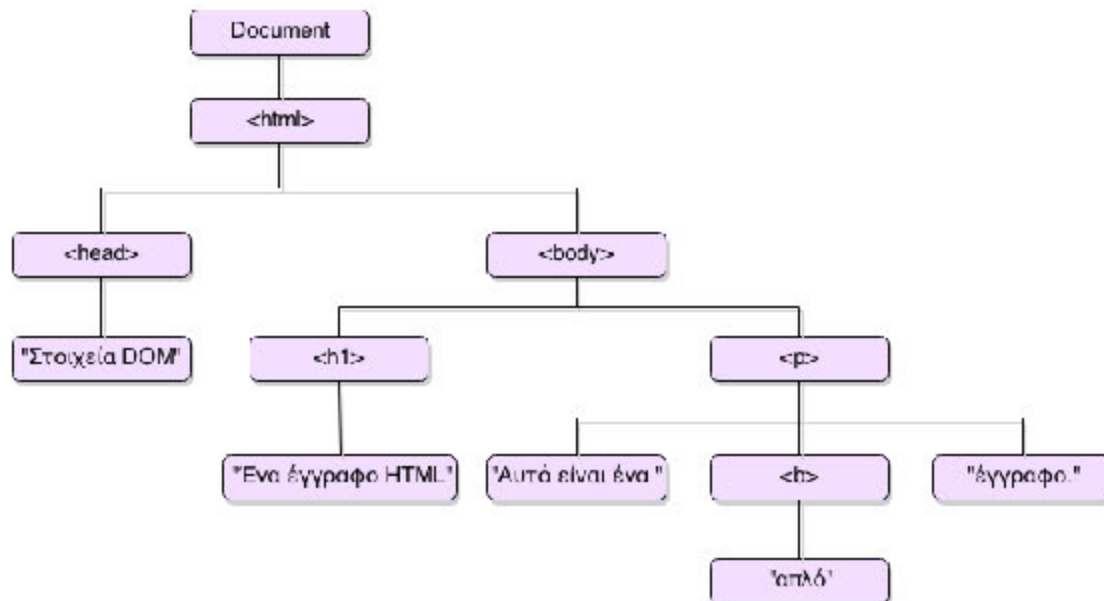 Document
<html>
<head>
<body>
"Στοιχεία DOM"
<h1>
<p>
"Ένα έγγραφο HTML"
"Αυτό είναι ένα "
<b>
"έγγραφο."
"απλό"